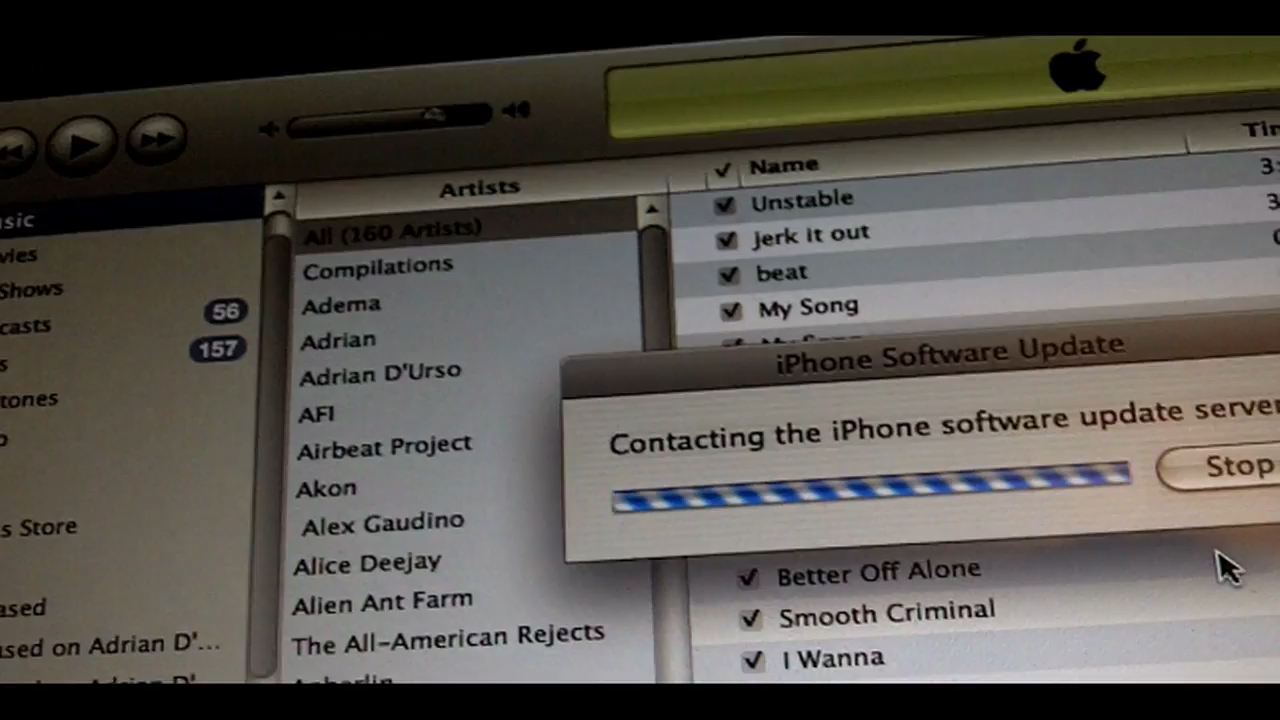 Artists
All (160 Artists)
Compilations
Adema
Adrian
Adrian D'Urso
AFI
Airbeat Project
Akon
Alex Gaudino
Alice Deejay
Alien Ant Farm
The All-American Rejects
Name
Unstable
jerk it out
beat
My Song
iPhone Software Update
Contacting the iPhone software update server
Stop
Better Off Alone
Smooth Criminal
I Wanna
sic
vies
Shows
casts
56
s
157
tones
s Store
ased
sed on Adrian D'...